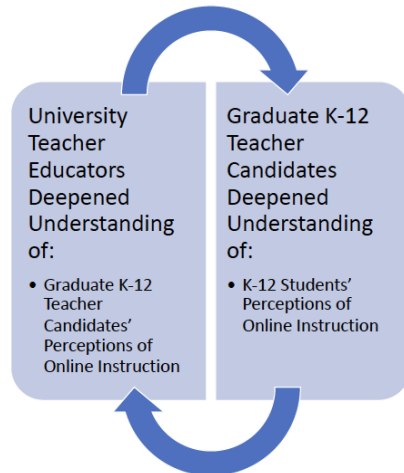 University
Teacher
Educators
Deepened
Understanding
of:
• Graduate K-12
Teacher
Candidates'
Perceptions of
Online Instruction
Graduate K-12
Teacher
Candidates
Deepened
Understanding
of:
• K-12 Students'
Perceptions of
Online Instruction